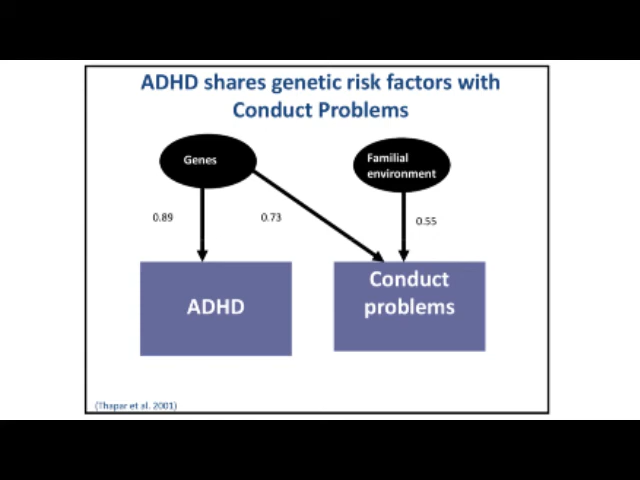 ADHD shares genetic risk factors with
Conduct Problems
Genes
Familial
environment
0.89
0.73
0.55
ADHD
Conduct
problems
(Thapar et al. 2001)